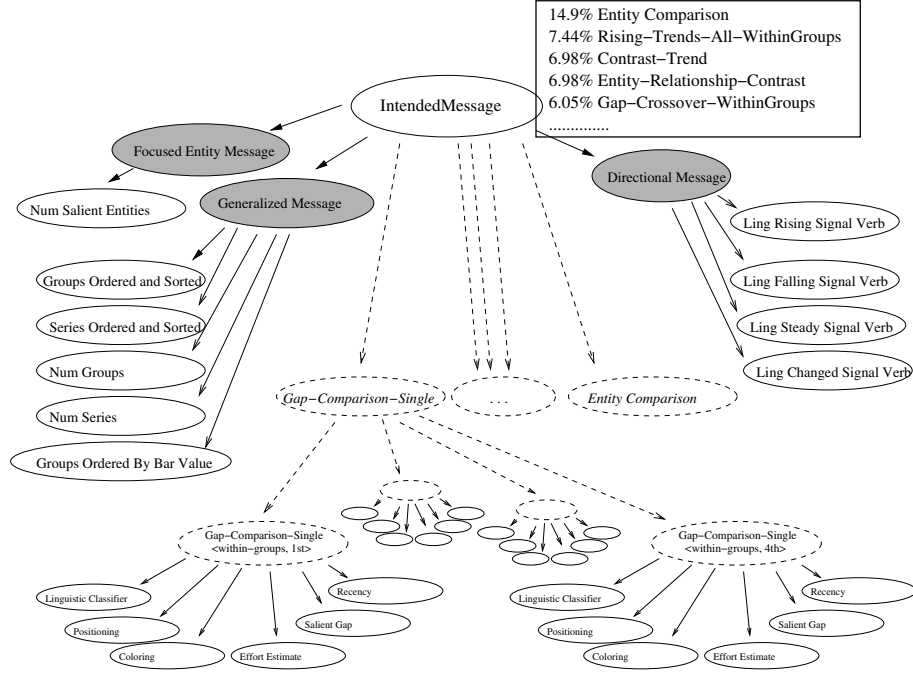 14.9% Entity Comparison
7.44% Rising−Trends−All−WithinGroups
6.98% Contrast−Trend
6.98% Entity−Relationship−Contrast
6.05% Gap−Crossover−WithinGroups
..............
IntendedMessage
Focused Entity Message
Generalized Message
Directional Message
Num Salient Entities
Ling Rising Signal Verb
Groups Ordered and Sorted
Ling Falling Signal Verb
Series Ordered and Sorted
Ling Steady Signal Verb
Num Groups
Ling Changed Signal Verb
Gap−Comparison−Single
. . .
Entity Comparison
Num Series
Groups Ordered By Bar Value
Gap−Comparison−Single
<within−groups, 1st>
Gap−Comparison−Single
<within−groups, 4th>
Linguistic Classifier
Recency
Positioning
Salient Gap
Coloring
Effort Estimate
Linguistic Classifier
Recency
Positioning
Salient Gap
Coloring
Effort Estimate